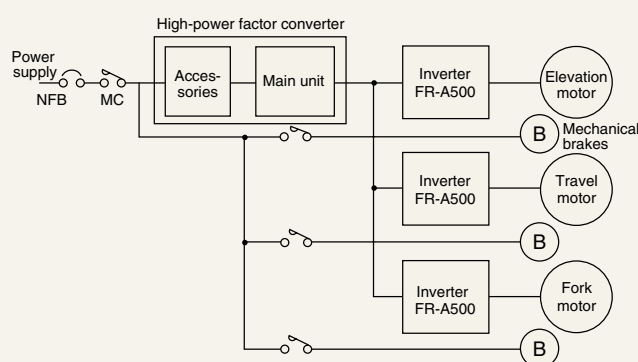 High-power factor converter
Power
supply
NFB
MC
Acces-
sories
Main unit
Inverter
FR-A500
Elevation
motor
B
Mechanical
brakes
Inverter
FR-A500
Travel
motor
B
Inverter
FR-A500
Fork
motor
B